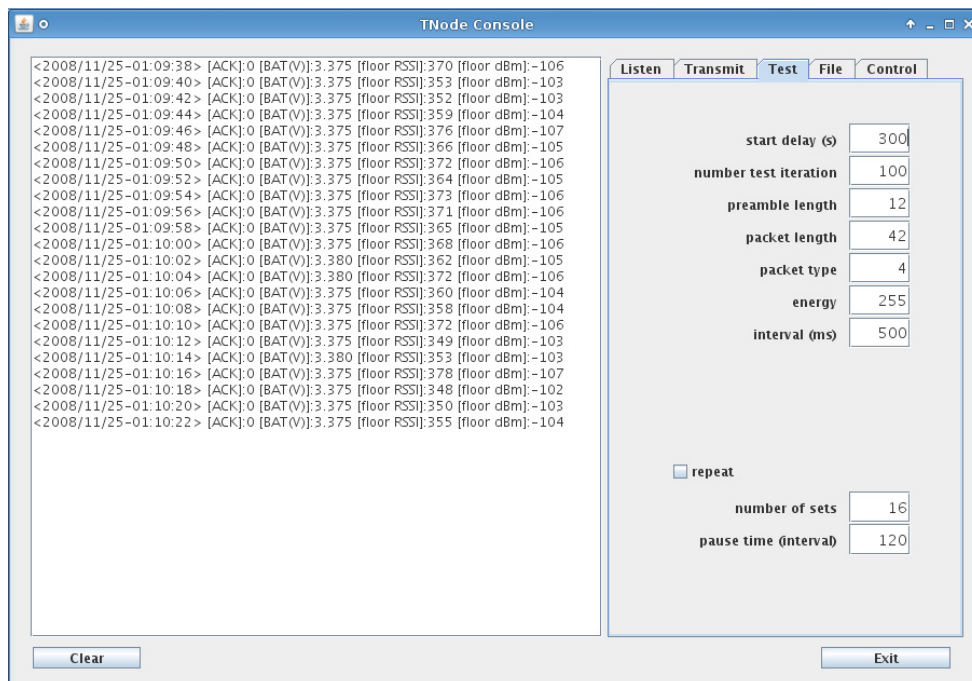 TNode Console
<2008/11/25-01:09:38> [ACK]:0 [BAT(V)]:3.375 [floor RSSI]:370 [floor dBm]:-106
<2008/11/25-01:09:40> [ACK]:0 [BAT(V)]:3.375 [floor RSSI]:353 [floor dBm]:-103
<2008/11/25-01:09:42> [ACK]:0 [BAT(V)]:3.375 [floor RSSI]:352 [floor dBm]:-103
<2008/11/25-01:09:44> [ACK]:0 [BAT(V)]:3.375 [floor RSSI]:359 [floor dBm]:-104
<2008/11/25-01:09:46> [ACK]:0 [BAT(V)]:3.375 [floor RSSI]:376 [floor dBm]:-107
<2008/11/25-01:09:48> [ACK]:0 [BAT(V)]:3.375 [floor RSSI]:366 [floor dBm]:-105
<2008/11/25-01:09:50> [ACK]:0 [BAT(V)]:3.375 [floor RSSI]:372 [floor dBm]:-106
<2008/11/25-01:09:52> [ACK]:0 [BAT(V)]:3.375 [floor RSSI]:364 [floor dBm]:-105
<2008/11/25-01:09:54> [ACK]:0 [BAT(V)]:3.375 [floor RSSI]:373 [floor dBm]:-106
<2008/11/25-01:09:56> [ACK]:0 [BAT(V)]:3.375 [floor RSSI]:371 [floor dBm]:-106
<2008/11/25-01:09:58> [ACK]:0 [BAT(V)]:3.375 [floor RSSI]:365 [floor dBm]:-105
<2008/11/25-01:10:00> [ACK]:0 [BAT(V)]:3.375 [floor RSSI]:368 [floor dBm]:-106
<2008/11/25-01:10:02> [ACK]:0 [BAT(V)]:3.380 [floor RSSI]:362 [floor dBm]:-105
<2008/11/25-01:10:04> [ACK]:0 [BAT(V)]:3.380 [floor RSSI]:372 [floor dBm]:-106
<2008/11/25-01:10:06> [ACK]:0 [BAT(V)]:3.375 [floor RSSI]:360 [floor dBm]:-104
<2008/11/25-01:10:08> [ACK]:0 [BAT(V)]:3.375 [floor RSSI]:358 [floor dBm]:-104
<2008/11/25-01:10:10> [ACK]:0 [BAT(V)]:3.375 [floor RSSI]:372 [floor dBm]:-106
<2008/11/25-01:10:12> [ACK]:0 [BAT(V)]:3.375 [floor RSSI]:349 [floor dBm]:-103
<2008/11/25-01:10:14> [ACK]:0 [BAT(V)]:3.380 [floor RSSI]:353 [floor dBm]:-103
<2008/11/25-01:10:16> [ACK]:0 [BAT(V)]:3.375 [floor RSSI]:378 [floor dBm]:-107
<2008/11/25-01:10:18> [ACK]:0 [BAT(V)]:3.375 [floor RSSI]:348 [floor dBm]:-102
<2008/11/25-01:10:20> [ACK]:0 [BAT(V)]:3.375 [floor RSSI]:350 [floor dBm]:-103
<2008/11/25-01:10:22> [ACK]:0 [BAT(V)]:3.375 [floor RSSI]:355 [floor dBm]:-104
Listen Transmit Test File Control
start delay (s) 300
number test iteration 100
preamble length 12
packet length 42
packet type 4
energy 255
interval (ms) 500
repeat
number of sets 16
pause time (interval) 120
Clear
Exit